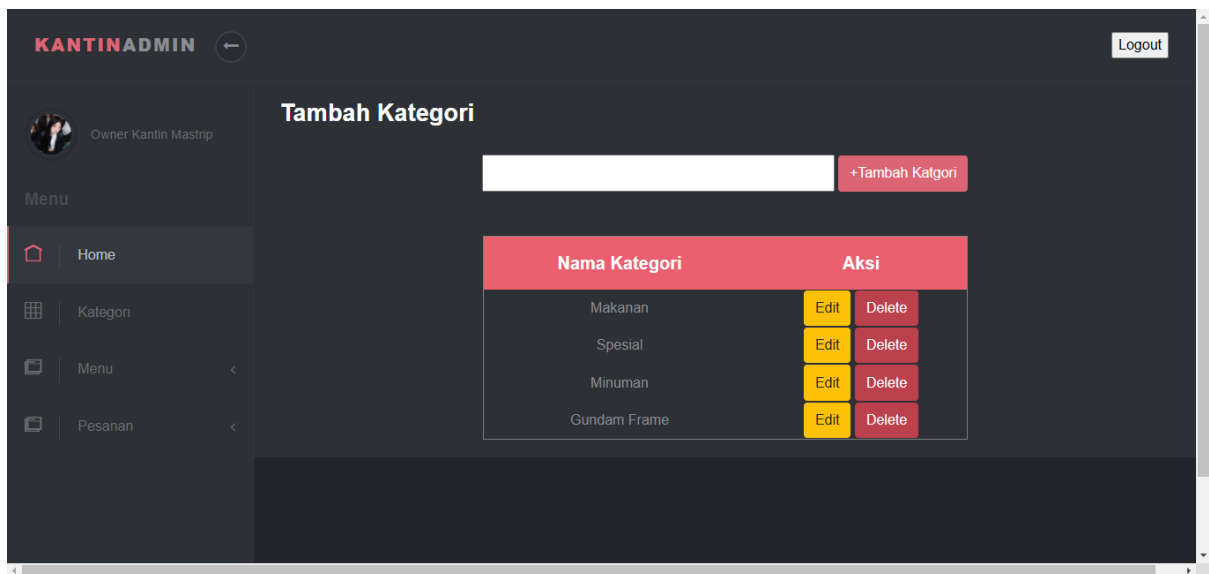 KANTINADMIN
Logout
Owner Kantin Mastrip
Menu
Home
Kategori
Menu
Pesanan
Tambah Kategori
+Tambah Katgori
Nama Kategori Aksi
Makanan Edit Delete
Spesial Edit Delete
Minuman Edit Delete
Gundam Frame Edit Delete